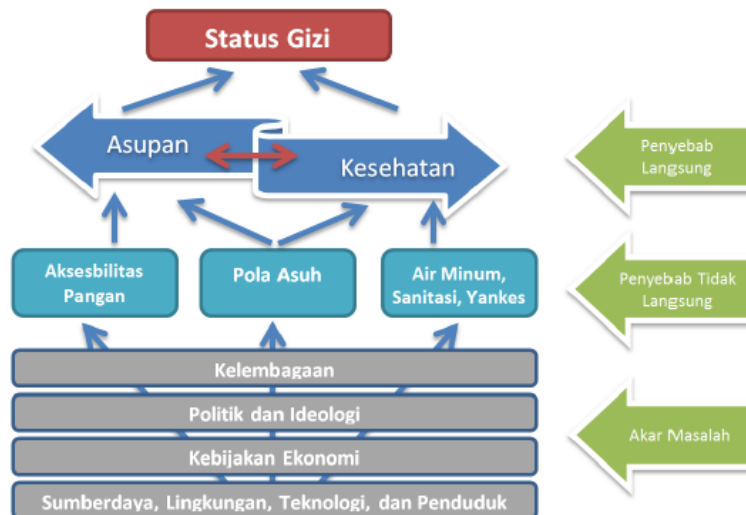 Status Gizi
Asupan
Kesehatan
Penyebab
Langsung
Aksesbilitas
Pangan
Pola Asuh
Air Minum,
Sanitasi, Yankes
Penyebab Tidak
Langsung
Kelembagaan
Politik dan Ideologi
Kebijakan Ekonomi
Sumberdaya, Lingkungan, Teknologi, dan Penduduk
Akar Masalah